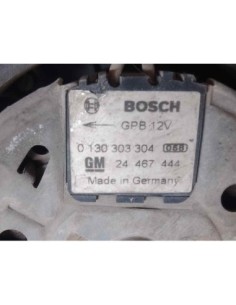 BOSCH
GPB 12V
0 130 303 304
GM 24 467 444
Made in Germany